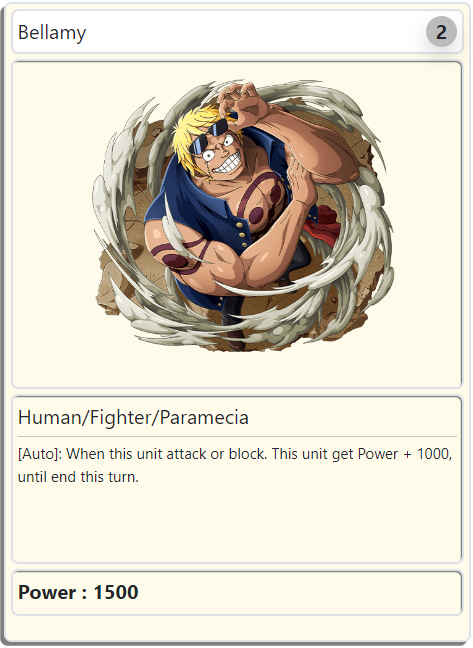 Bellamy
2
Human/Fighter/Paramecia
[Auto]: When this unit attack or block. This unit get Power + 1000,
until end this turn.
Power : 1500